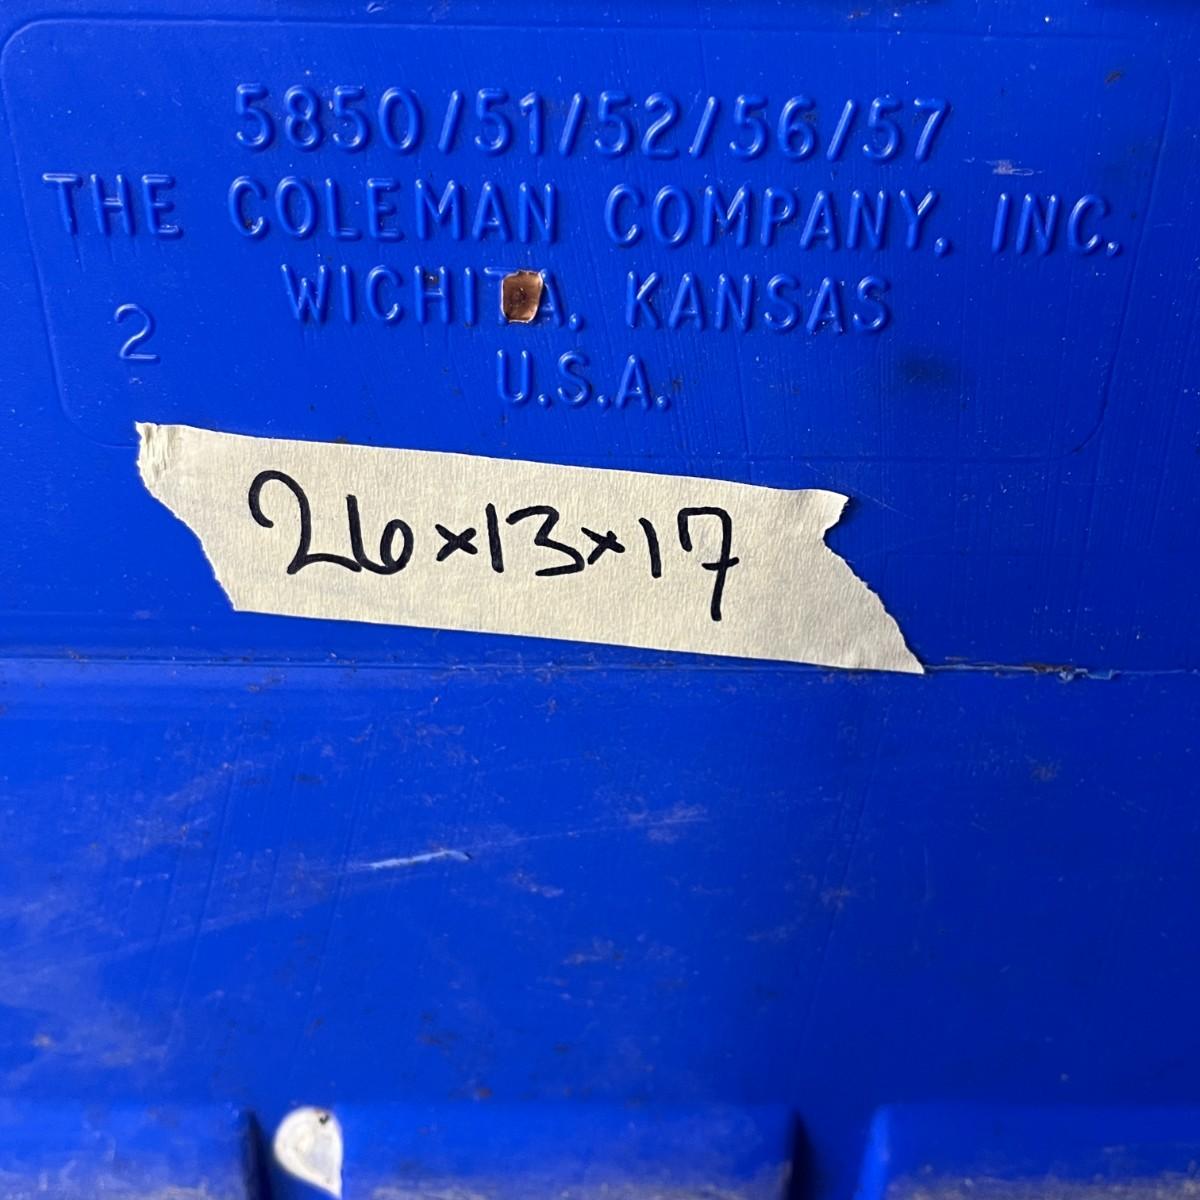 5850/51/52/56/57
THE COLEMAN COMPANY, INC.
WICHITA, KANSAS
2
U.S.A.
26x13x17